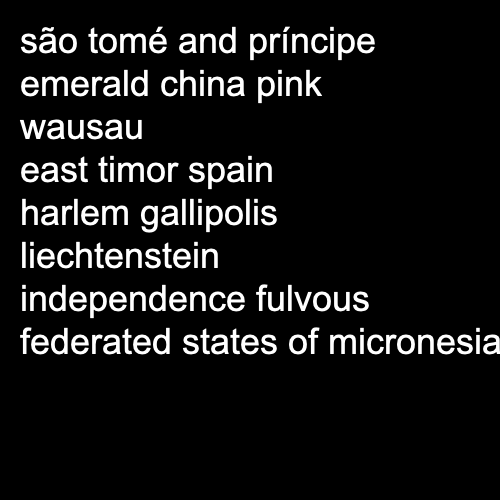 são tomé and príncipe
emerald china pink
wausau
east timor spain
harlem gallipolis
liechtenstein
independence fulvous
federated states of micronesia